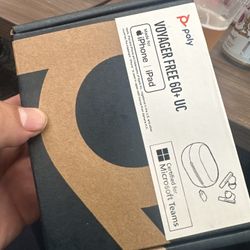 poly
VOYAGER FREE 60+ UC
Made for
iPhone | iPad
Certified for
Microsoft Teams